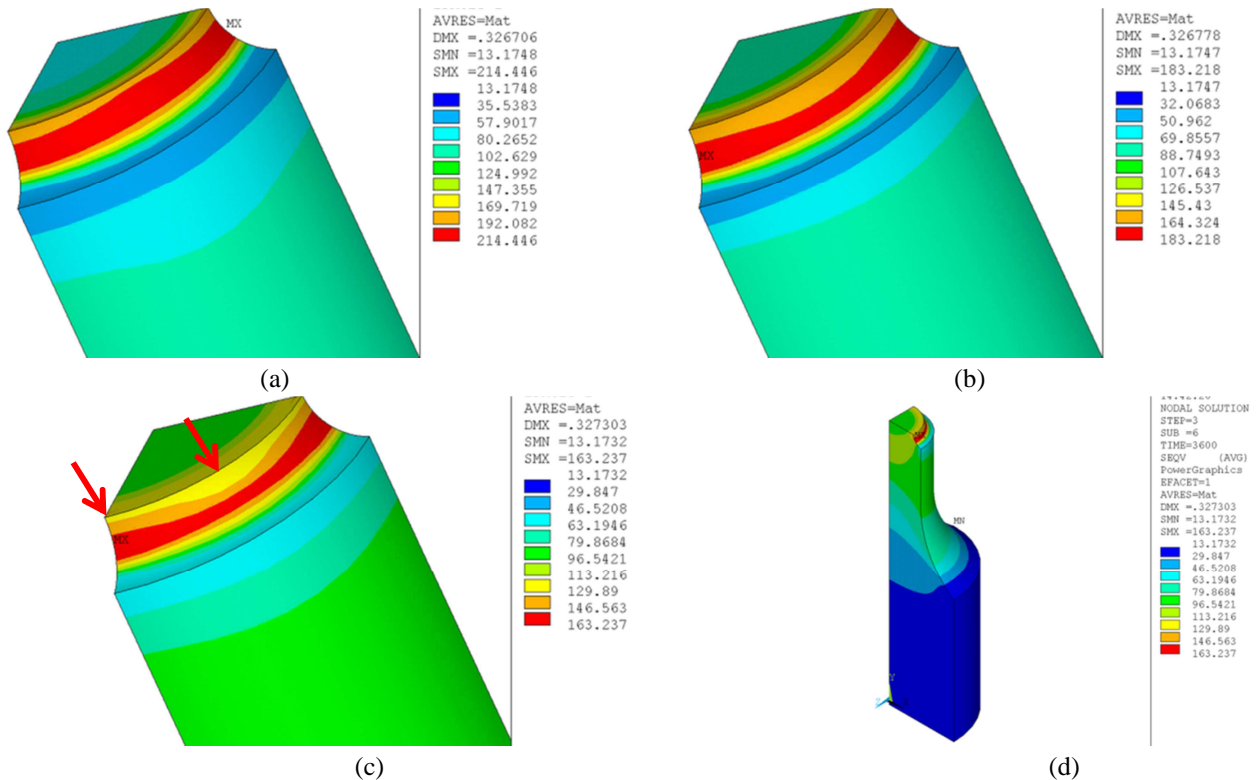 MX
AVRES=Mat
DMX =.326706
SMN =13.1748
SMX =214.446
13.1748
35.5383
57.9017
80.2652
102.629
124.992
147.355
169.719
192.082
214.446
(a)
MX
AVRES=Mat
DMX =.326778
SMN =13.1747
SMX =183.218
13.1747
32.0683
50.962
69.8557
88.7493
107.643
126.537
145.43
164.324
183.218
(b)
MX
AVRES=Mat
DMX =.327303
SMN =13.1732
SMX =163.237
13.1732
29.847
46.5208
63.1946
79.8684
96.5421
113.216
129.89
146.563
163.237
(c)
MN
Y
NODAL SOLUTION
STEP=3
SUB =6
TIME=3600
SEQV (AVG)
PowerGraphics
EFACET=1
AVRES=Mat
DMX =.327303
SMN =13.1732
SMX =163.237
13.1732
29.847
46.5208
63.1946
79.8684
96.5421
113.216
129.89
146.563
163.237
(d)